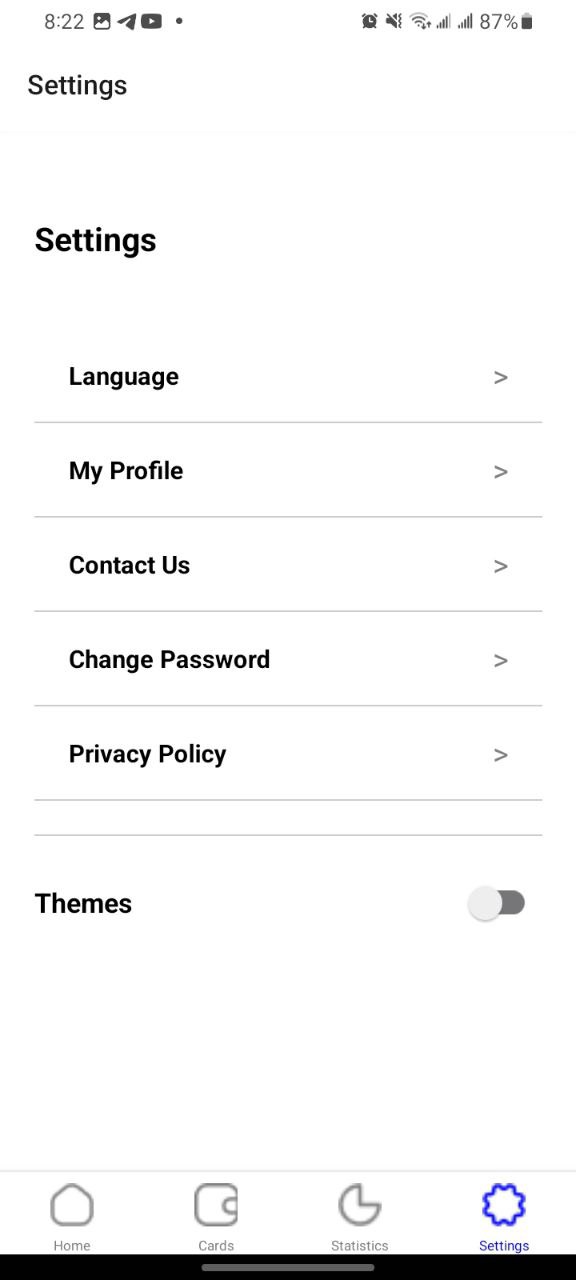 8:22 87%
Settings
Settings
Language >
My Profile >
Contact Us >
Change Password >
Privacy Policy >
Themes
Home Cards Statistics Settings